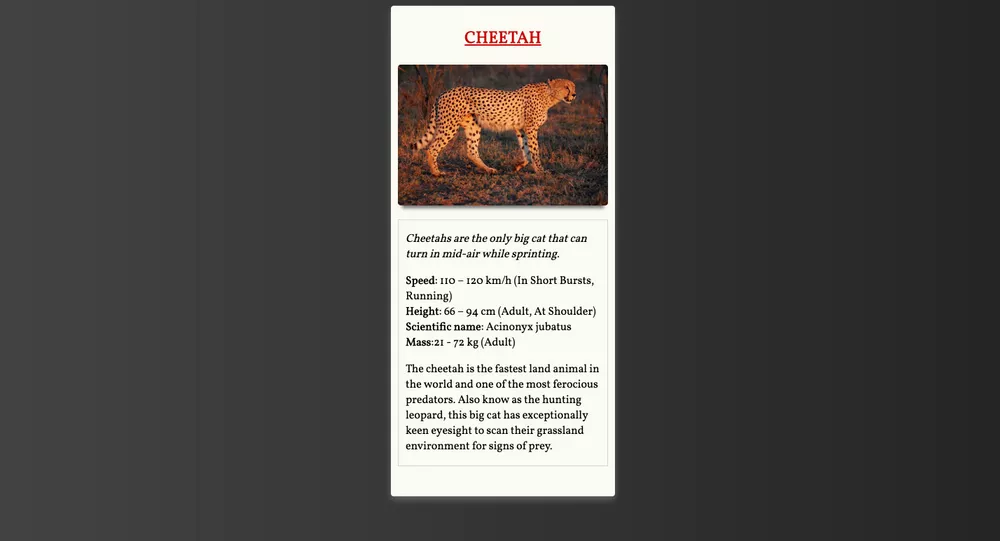 CHEETAH
Cheetahs are the only big cat that can
turn in mid-air while sprinting.
Speed: 110 – 120 km/h (In Short Bursts,
Running)
Height: 66 – 94 cm (Adult, At Shoulder)
Scientific name: Acinonyx jubatus
Mass:21 - 72 kg (Adult)
The cheetah is the fastest land animal in
the world and one of the most ferocious
predators. Also know as the hunting
leopard, this big cat has exceptionally
keen eyesight to scan their grassland
environment for signs of prey.